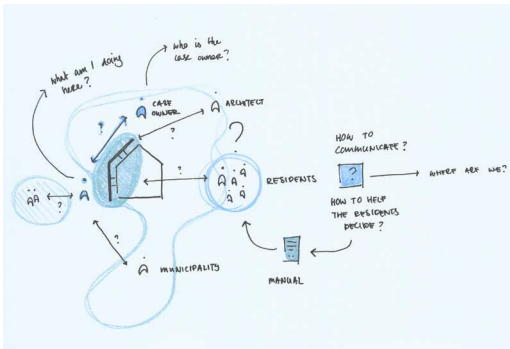 who is the
case owner?
what am I doing
here?
CASE
OWNER
ARCHITECT
?
?
?
HOW TO
COMMUNICATE?
?
RESIDENTS
?
WHERE ARE WE?
?
HOW TO HELP
THE RESIDENTS
DECIDE?
?
MUNICIPALITY
MANUAL